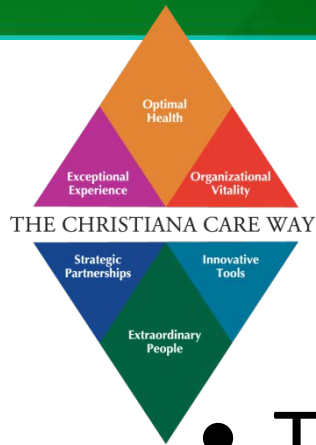 Optimal
Health
Exceptional
Experience
Organizational
Vitality
THE CHRISTIANA CARE WAY
Strategic
Partnerships
Innovative
Tools
Extraordinary
People